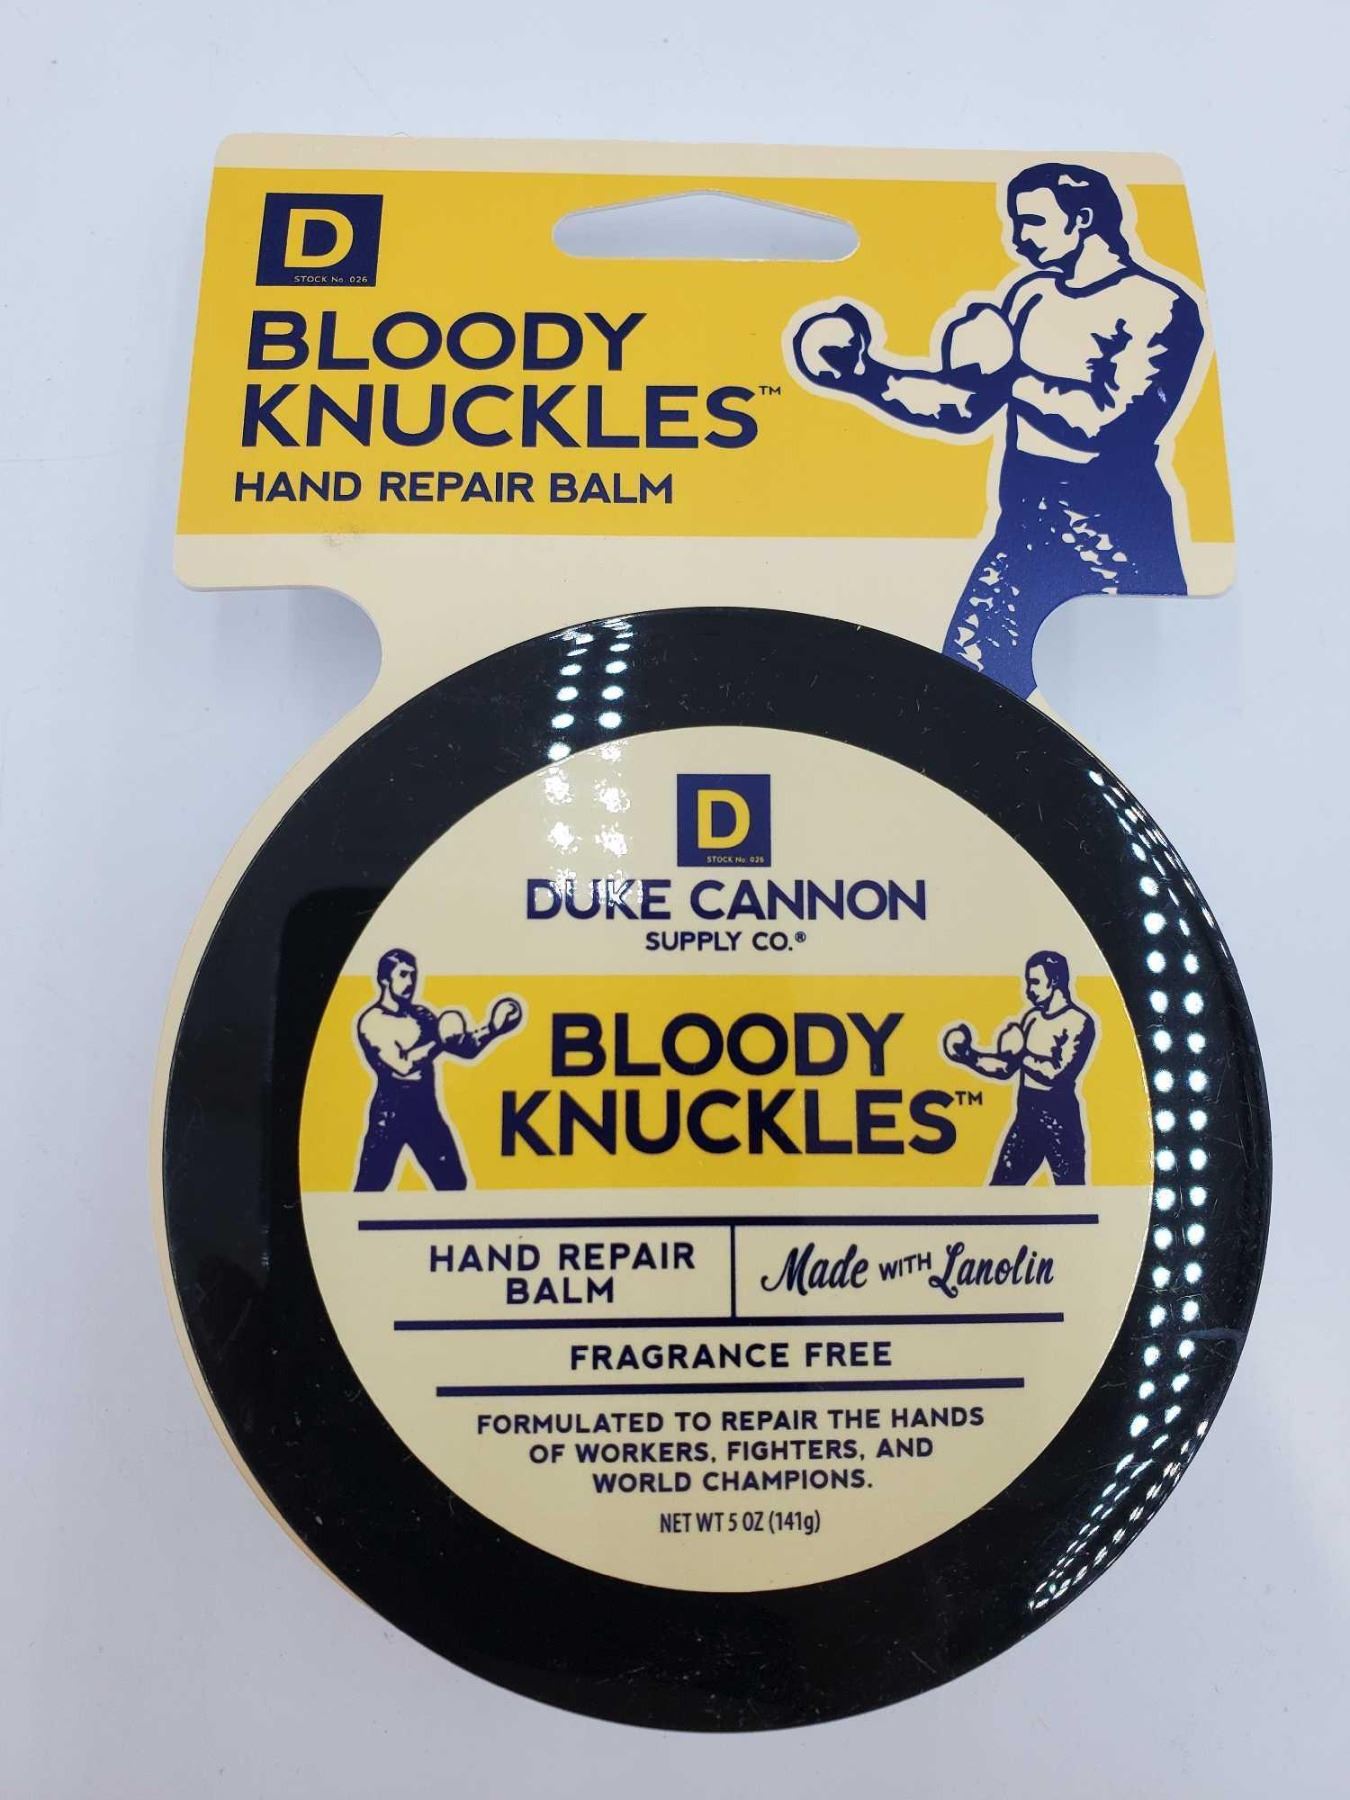 D
STOCK No. 026
BLOODY
KNUCKLES™
HAND REPAIR BALM
D
STOCK No. 026
DUKE CANNON
SUPPLY CO.®
BLOODY
KNUCKLES™
HAND REPAIR
BALM
Made WITH Lanolin
FRAGRANCE FREE
FORMULATED TO REPAIR THE HANDS
OF WORKERS, FIGHTERS, AND
WORLD CHAMPIONS.
NET WT 5 OZ (141g)